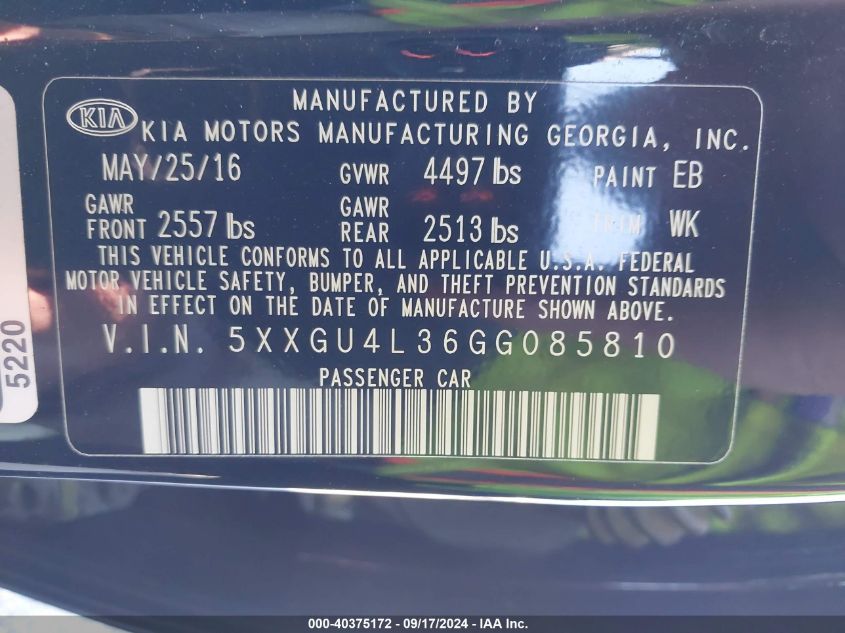 MANUFACTURED BY
KIA KIA MOTORS MANUFACTURING GEORGIA, INC.
MAY/25/16 GVWR 4497 lbs PAINT EB
GAWR FRONT 2557 lbs GAWR REAR 2513 lbs TRIM WK
THIS VEHICLE CONFORMS TO ALL APPLICABLE U.S.A. FEDERAL
MOTOR VEHICLE SAFETY, BUMPER, AND THEFT PREVENTION STANDARDS
IN EFFECT ON THE DATE OF MANUFACTURE SHOWN ABOVE.
V.I.N. 5XXGU4L36GG085810
PASSENGER CAR
5220
000-40375172 - 09/17/2024 - IAA Inc.